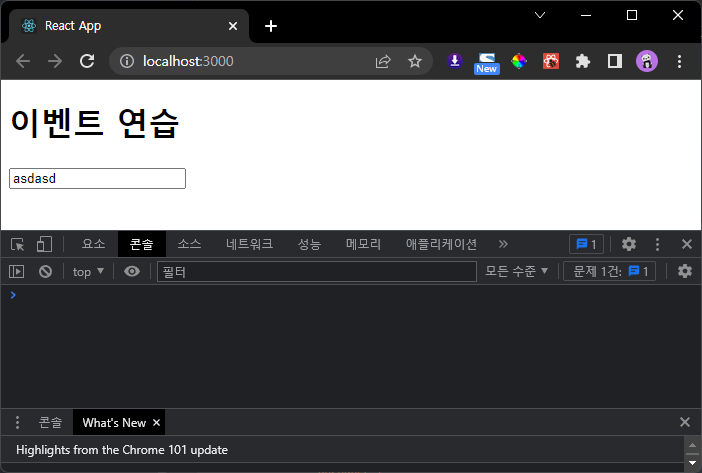 React App
localhost:3000
New
이벤트 연습
asdasd
요소 콘솔 소스 네트워크 성능 메모리 애플리케이션 » 1
top ▼ 필터 모든 수준 ▼ 문제 1건: 1
>
콘솔 What's New ×
Highlights from the Chrome 101 update